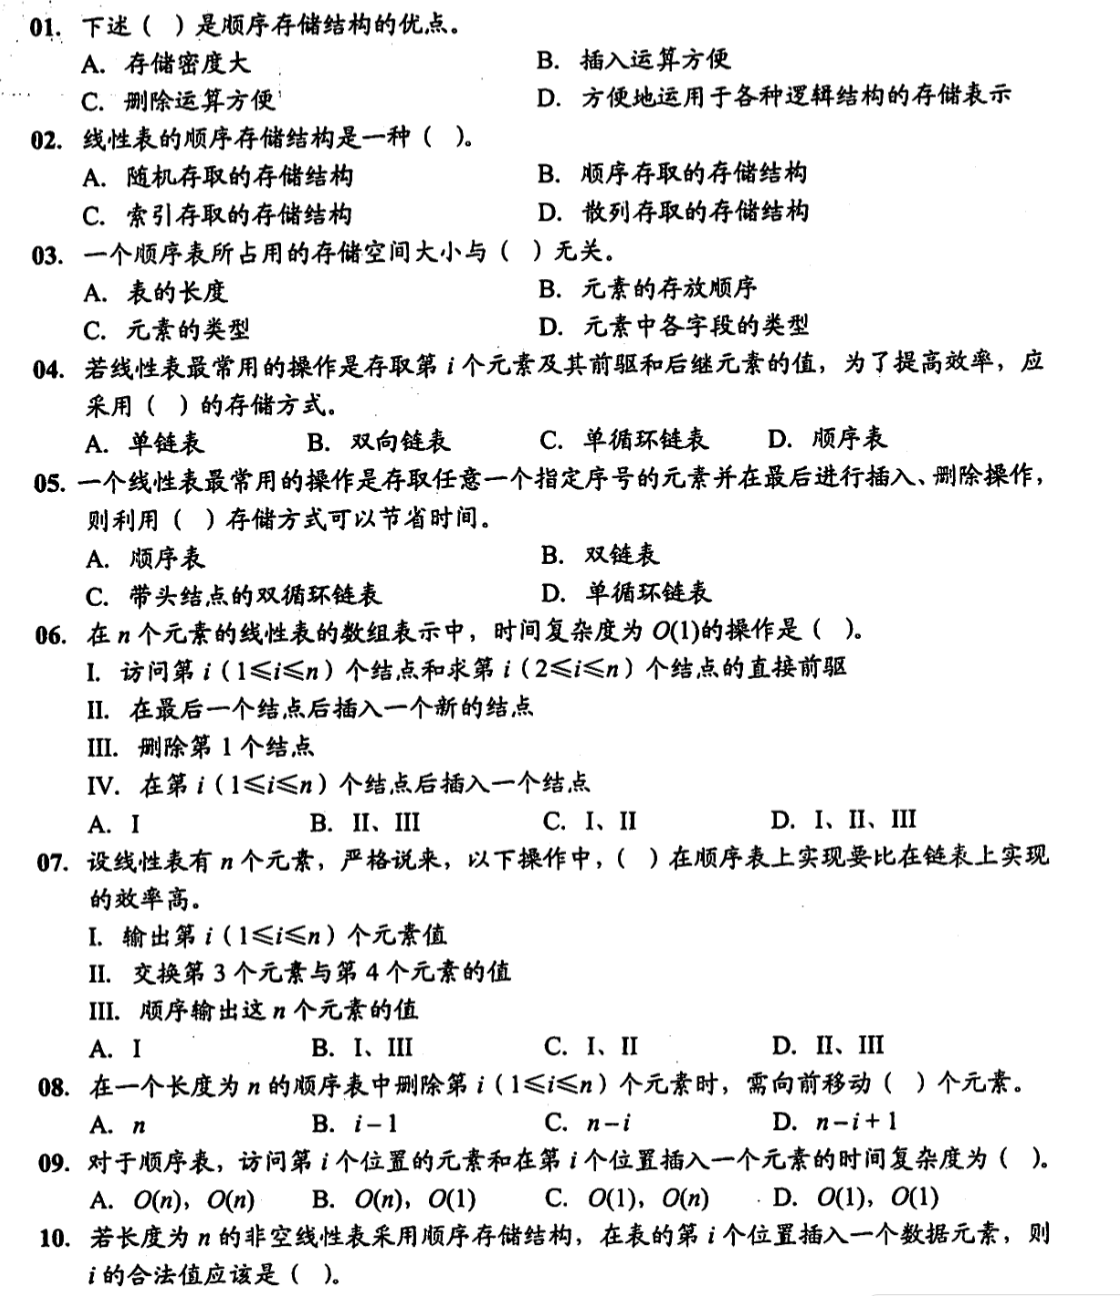 01. 下述（ ）是顺序存储结构的优点。
A. 存储密度大 B. 插入运算方便
C. 删除运算方便 D. 方便地运用于各种逻辑结构的存储表示
02. 线性表的顺序存储结构是一种（ ）。
A. 随机存取的存储结构 B. 顺序存取的存储结构
C. 索引存取的存储结构 D. 散列存取的存储结构
03. 一个顺序表所占用的存储空间大小与（ ）无关。
A. 表的长度 B. 元素的存放顺序
C. 元素的类型 D. 元素中各字段的类型
04. 若线性表最常用的操作是存取第 i 个元素及其前驱和后继元素的值，为了提高效率，应
采用（ ）的存储方式。
A. 单链表 B. 双向链表 C. 单循环链表 D. 顺序表
05. 一个线性表最常用的操作是存取任意一个指定序号的元素并在最后进行插入、删除操作，
则利用（ ）存储方式可以节省时间。
A. 顺序表 B. 双链表
C. 带头结点的双循环链表 D. 单循环链表
06. 在 n 个元素的线性表的数组表示中，时间复杂度为 O(1)的操作是（ ）。
I. 访问第 i（1≤i≤n）个结点和求第 i（2≤i≤n）个结点的直接前驱
II. 在最后一个结点后插入一个新的结点
III. 删除第 1 个结点
IV. 在第 i（1≤i≤n）个结点后插入一个结点
A. I B. II、III C. I、II D. I、II、III
07. 设线性表有 n 个元素，严格说来，以下操作中，（ ）在顺序表上实现要比在链表上实现
的效率高。
I. 输出第 i（1≤i≤n）个元素值
II. 交换第 3 个元素与第 4 个元素的值
III. 顺序输出这 n 个元素的值
A. I B. I、III C. I、II D. II、III
08. 在一个长度为 n 的顺序表中删除第 i（1≤i≤n）个元素时，需向前移动（ ）个元素。
A. n B. i−1 C. n−i D. n−i+1
09. 对于顺序表，访问第 i 个位置的元素和在第 i 个位置插入一个元素的时间复杂度为（ ）。
A. O(n)，O(n) B. O(n)，O(1) C. O(1)，O(n) D. O(1)，O(1)
10. 若长度为 n 的非空线性表采用顺序存储结构，在表的第 i 个位置插入一个数据元素，则
i 的合法值应该是（ ）。